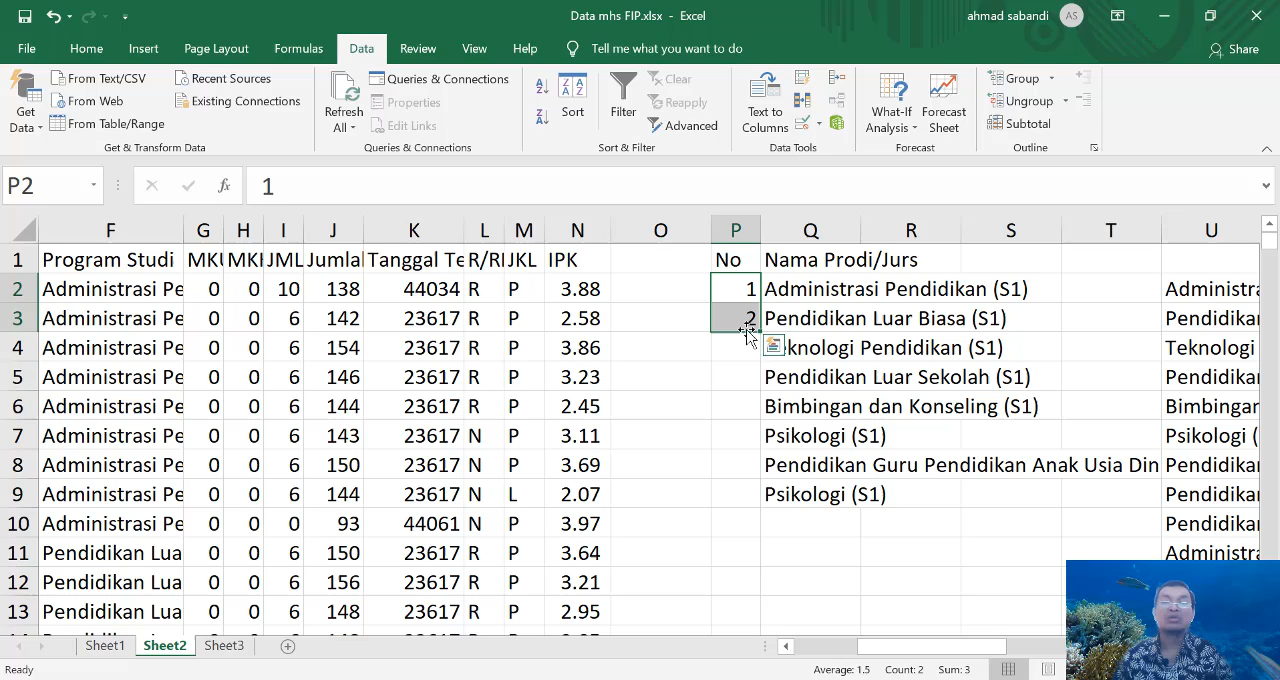 Data mhs FIP.xlsx - Excel
ahmad sabandi AS
File Home Insert Page Layout Formulas Data Review View Help Tell me what you want to do Share
Get Data
From Text/CSV
From Web
From Table/Range
Recent Sources
Existing Connections
Get & Transform Data
Refresh All
Queries & Connections
Properties
Edit Links
Queries & Connections
Sort
Filter
Clear
Reapply
Advanced
Sort & Filter
Text to Columns
Data Tools
What-If Analysis
Forecast Sheet
Forecast
Group
Ungroup
Subtotal
Outline
P2 fx 1
F G H I J K L M N O P Q R S T U
1 Program Studi MKU MKI JML Jumla Tanggal Te R/RI JKL IPK No Nama Prodi/Jurs
2 Administrasi Pe 0 0 10 138 44034 R P 3.88 1 Administrasi Pendidikan (S1) Administra
3 Administrasi Pe 0 0 6 142 23617 R P 2.58 2 Pendidikan Luar Biasa (S1) Pendidikan
4 Administrasi Pe 0 0 6 154 23617 R P 3.86 eknologi Pendidikan (S1) Teknologi
5 Administrasi Pe 0 0 6 146 23617 R P 3.23 Pendidikan Luar Sekolah (S1) Pendidikan
6 Administrasi Pe 0 0 6 144 23617 R P 2.45 Bimbingan dan Konseling (S1) Bimbingan
7 Administrasi Pe 0 0 6 143 23617 N P 3.11 Psikologi (S1) Psikologi (
8 Administrasi Pe 0 0 6 150 23617 N P 3.69 Pendidikan Guru Pendidikan Anak Usia Din Pendidikan
9 Administrasi Pe 0 0 6 144 23617 N L 2.07 Psikologi (S1) Pendidikan
10 Administrasi Pe 0 0 0 93 44061 N P 3.97 Pendidikan
11 Pendidikan Lua 0 0 6 150 23617 R P 3.64 Administra
12 Pendidikan Lua 0 0 6 156 23617 R P 3.21
13 Pendidikan Lua 0 0 6 148 23617 R P 2.95
Sheet1 Sheet2 Sheet3
Ready Average: 1.5 Count: 2 Sum: 3